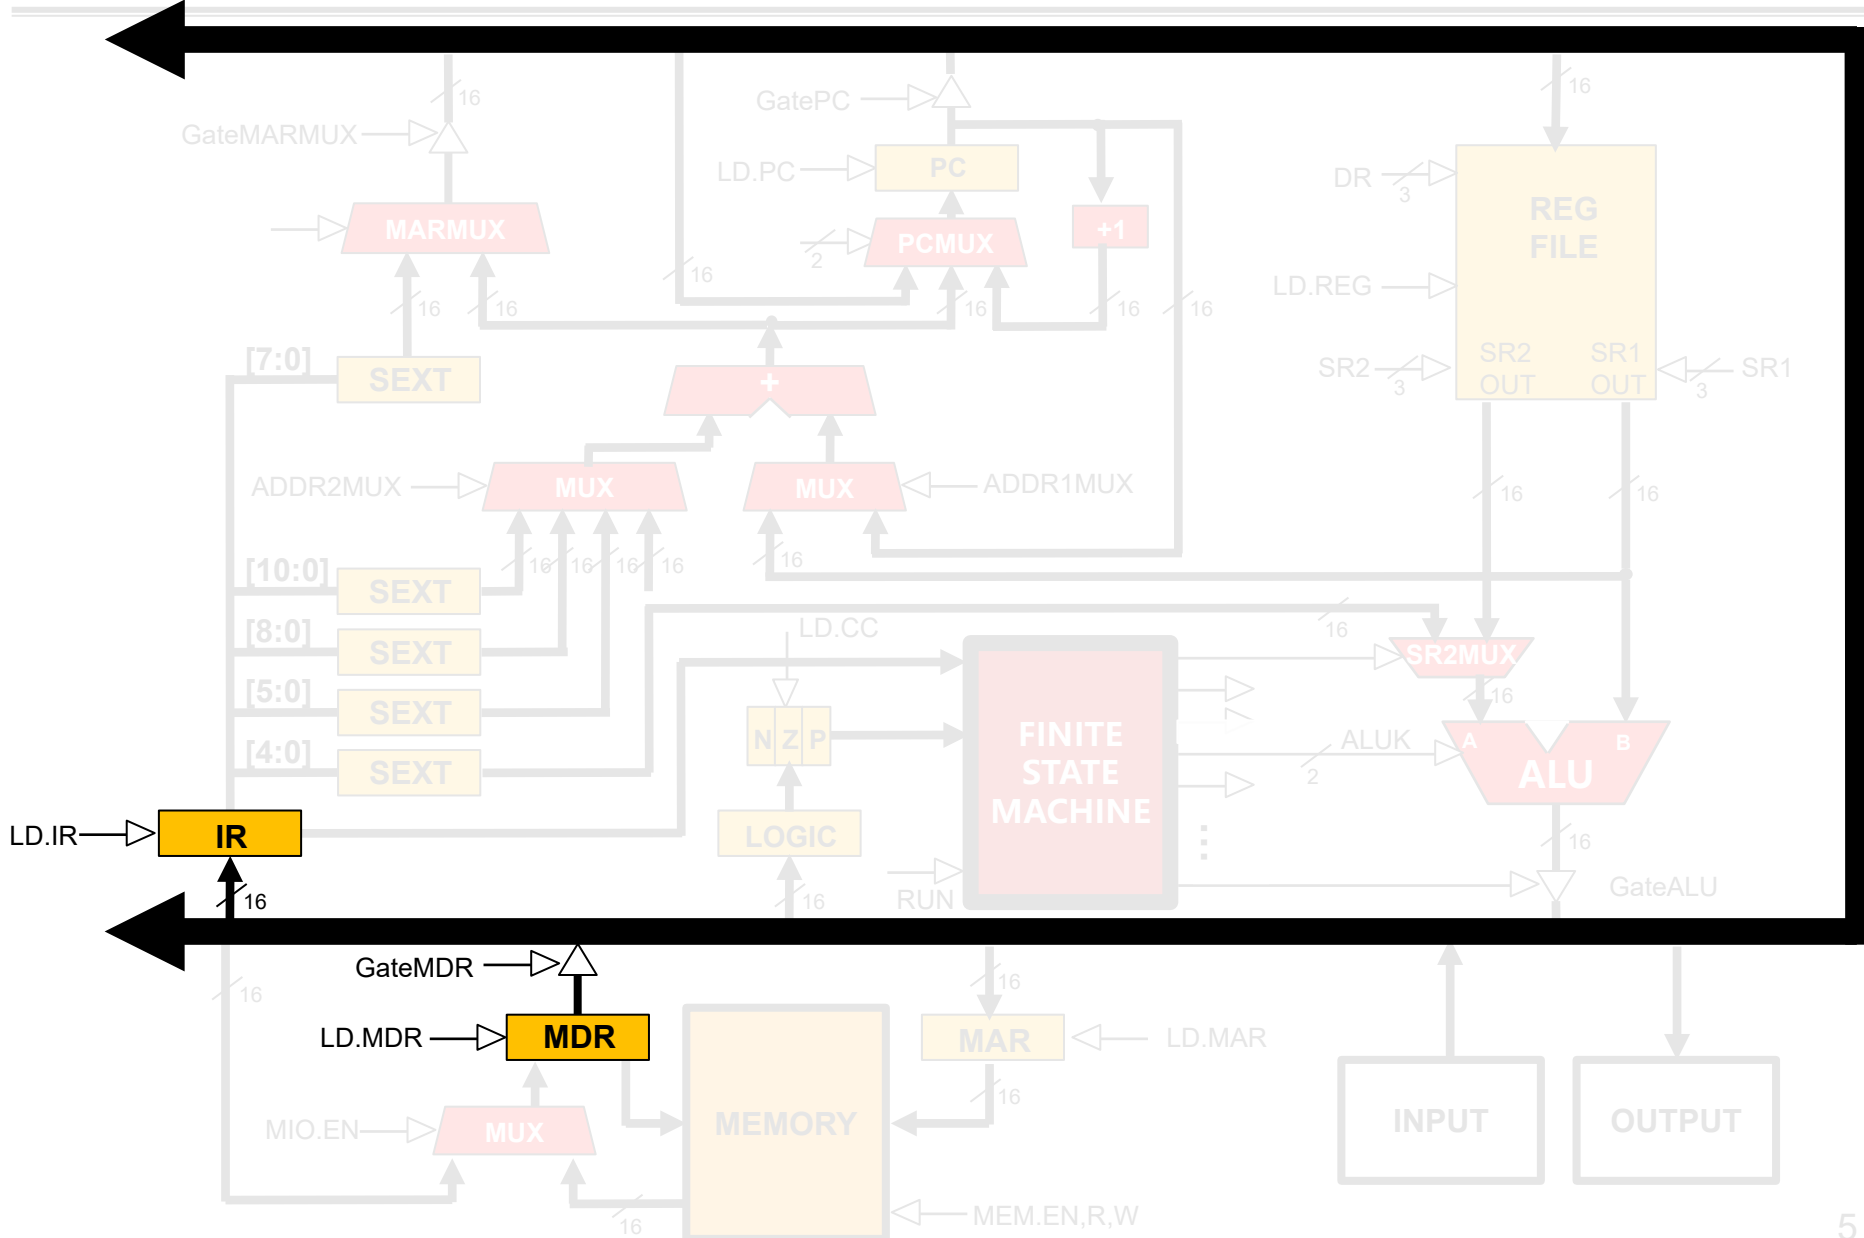 16
16
GatePC
GateMARMUX
LD.PC
PC
DR
3
REG
FILE
MARMUX
2
PCMUX
+1
16
16
16
16
16
16
LD.REG
[7:0]
SEXT
+
SR2
3
SR2
OUT
SR1
OUT
3
SR1
ADDR2MUX
MUX
MUX
ADDR1MUX
16
16
[10:0]
SEXT
16
16
16
16
16
[8:0]
SEXT
LD.CC
16
SR2MUX
16
[5:0]
SEXT
N Z P
FINITE
STATE
MACHINE
ALUK
2
A
B
ALU
[4:0]
SEXT
LD.IR
IR
LOGIC
16
⋮
16
RUN
16
GateALU
GateMDR
16
16
LD.MDR
MDR
MAR
LD.MAR
16
MIO.EN
MUX
MEMORY
INPUT
OUTPUT
16
MEM.EN,R,W
5